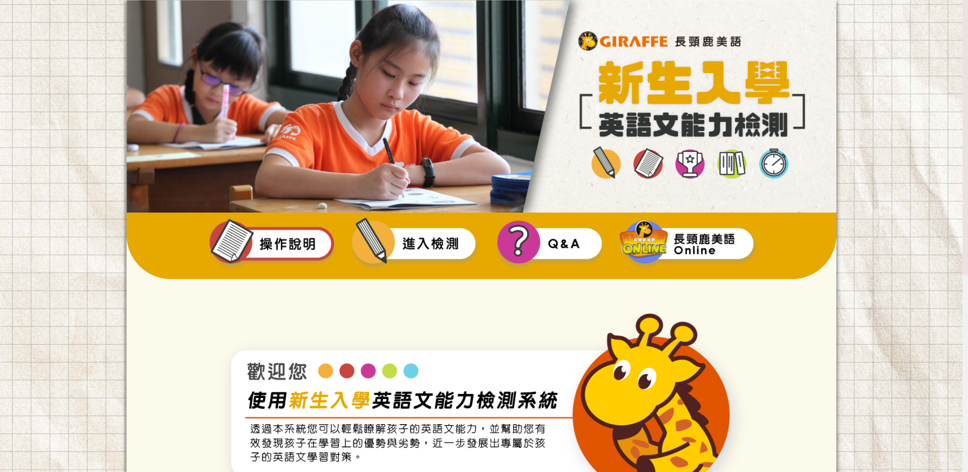 GIRAFFE 長頸鹿美語
新生入學
英語文能力檢測
操作說明
進入檢測
Q&A
ONLINE
長頸鹿美語
Online
歡迎您
使用新生入學英語文能力檢測系統
透過本系統您可以輕鬆瞭解孩子的英語文能力，並幫助您有
效發現孩子在學習上的優勢與劣勢，近一步發展出專屬於孩
子的英語文學習對策。